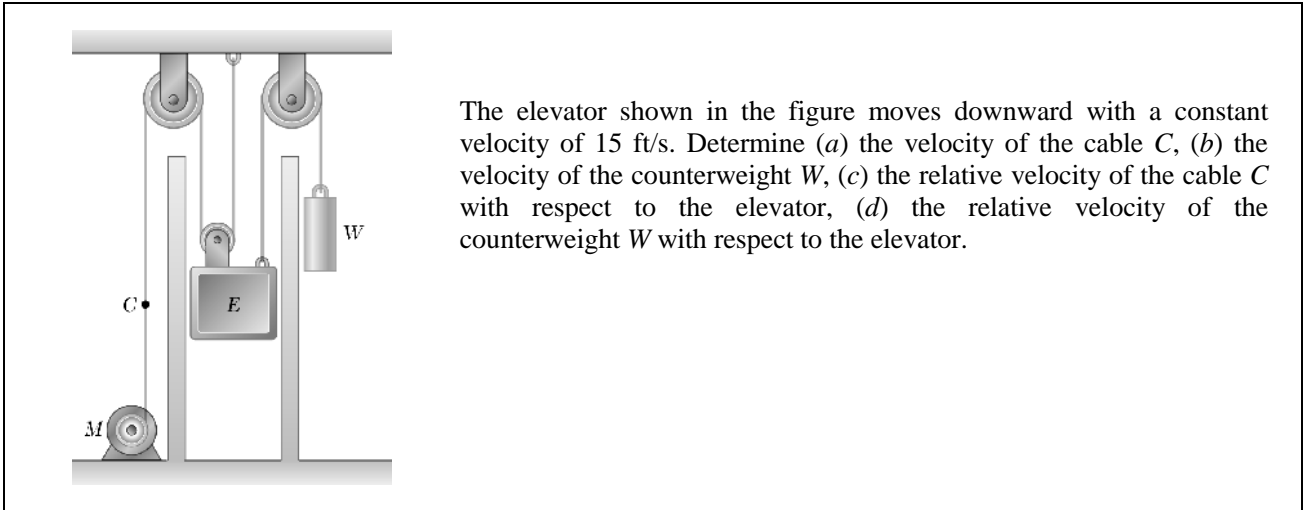 The elevator shown in the figure moves downward with a constant
velocity of 15 ft/s. Determine (a) the velocity of the cable C, (b) the
velocity of the counterweight W, (c) the relative velocity of the cable C
with respect to the elevator, (d) the relative velocity of the
counterweight W with respect to the elevator.
W
C
E
M